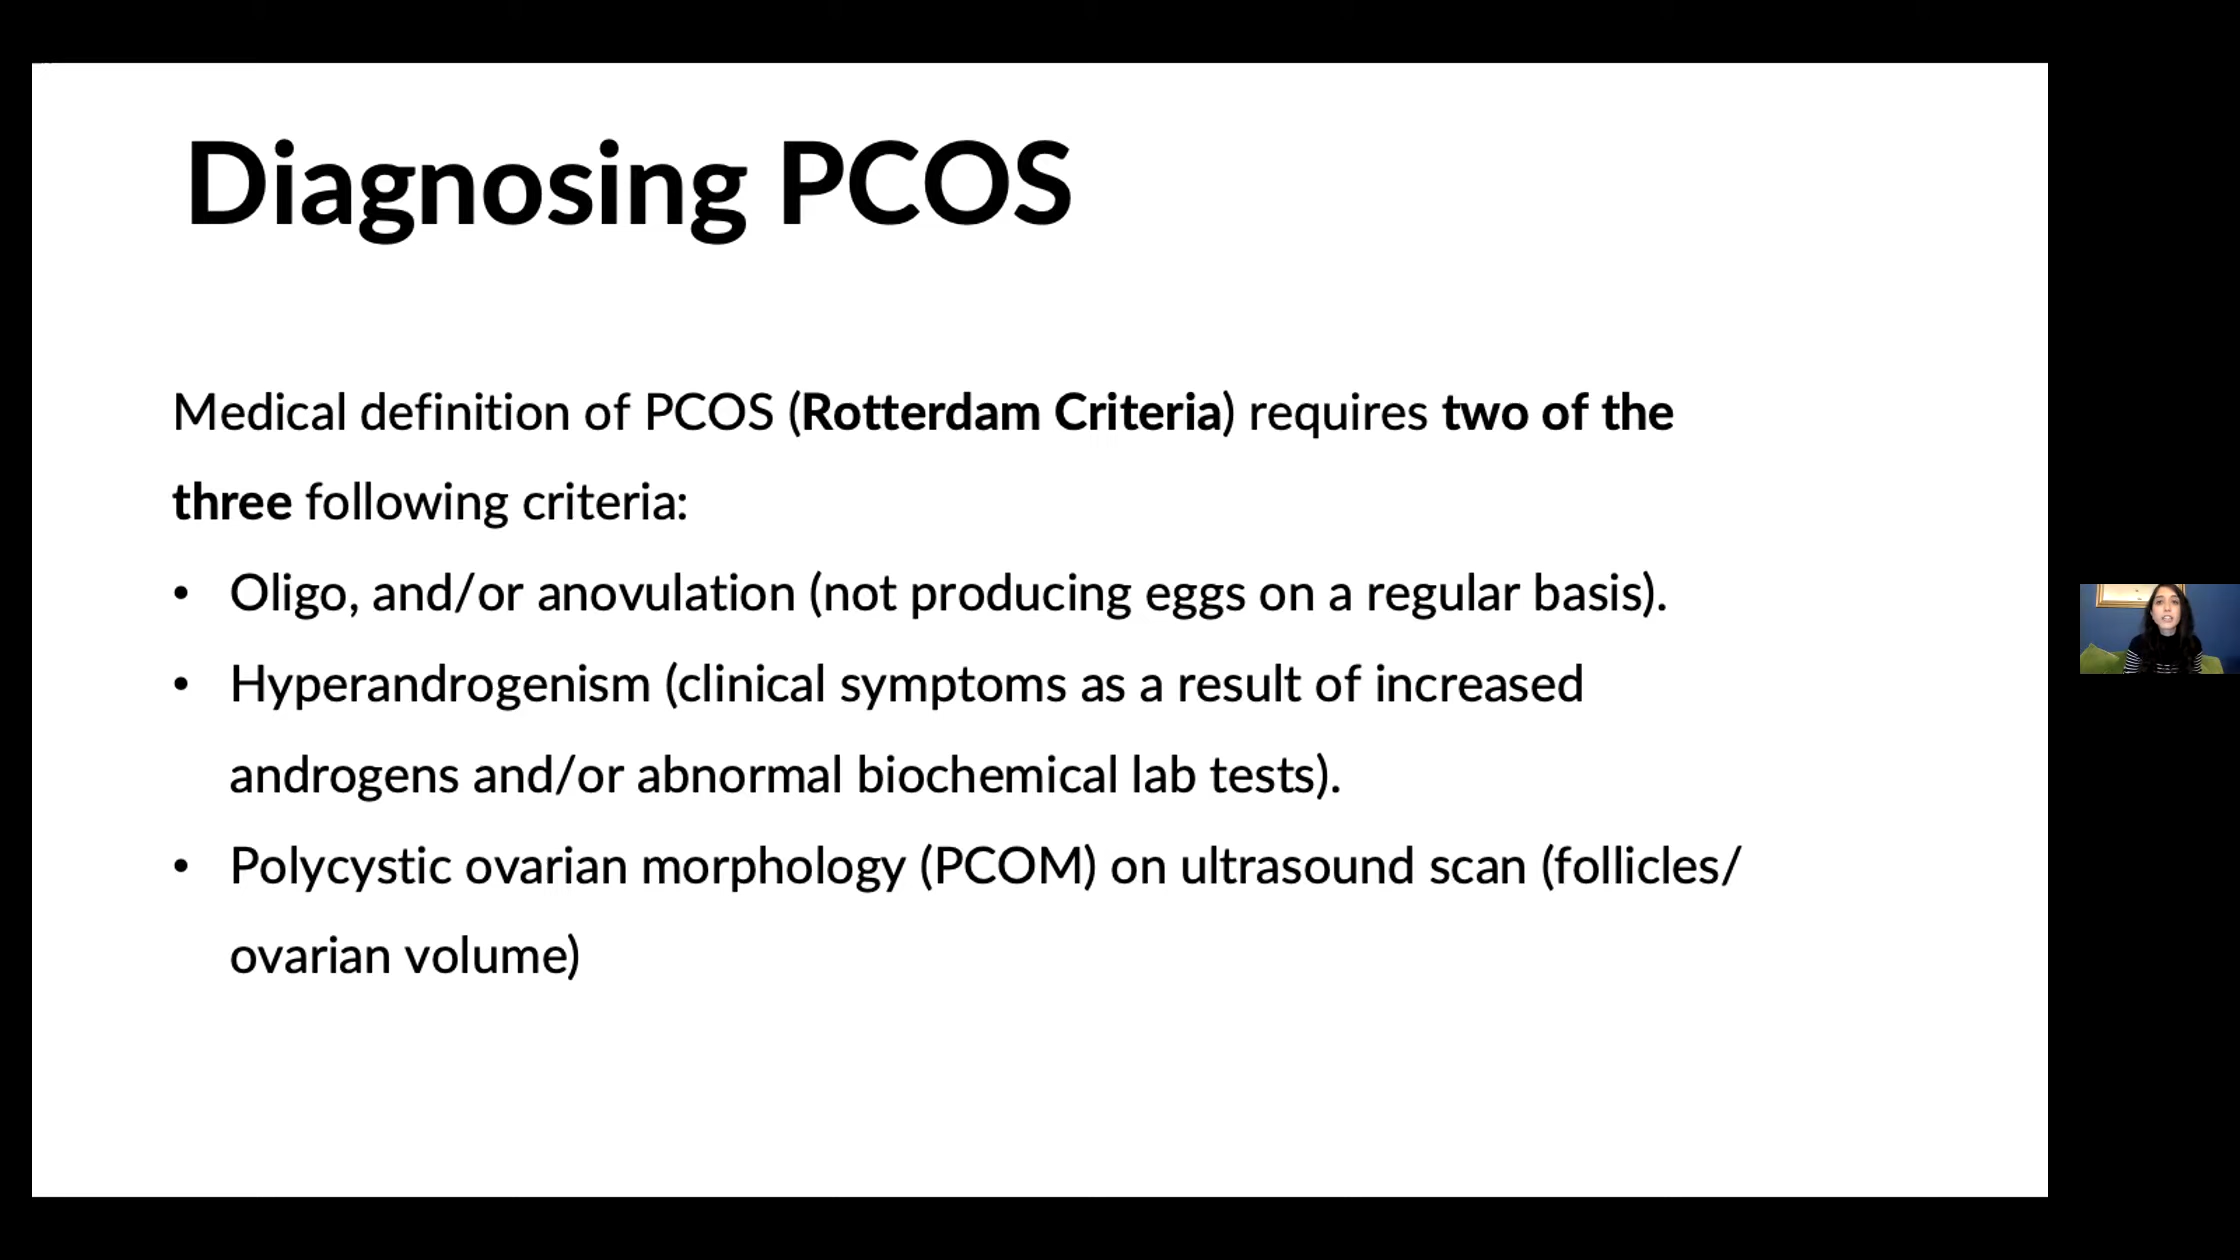 Diagnosing PCOS
Medical definition of PCOS (Rotterdam Criteria) requires two of the
three following criteria:
• Oligo, and/or anovulation (not producing eggs on a regular basis).
• Hyperandrogenism (clinical symptoms as a result of increased
androgens and/or abnormal biochemical lab tests).
• Polycystic ovarian morphology (PCOM) on ultrasound scan (follicles/
ovarian volume)